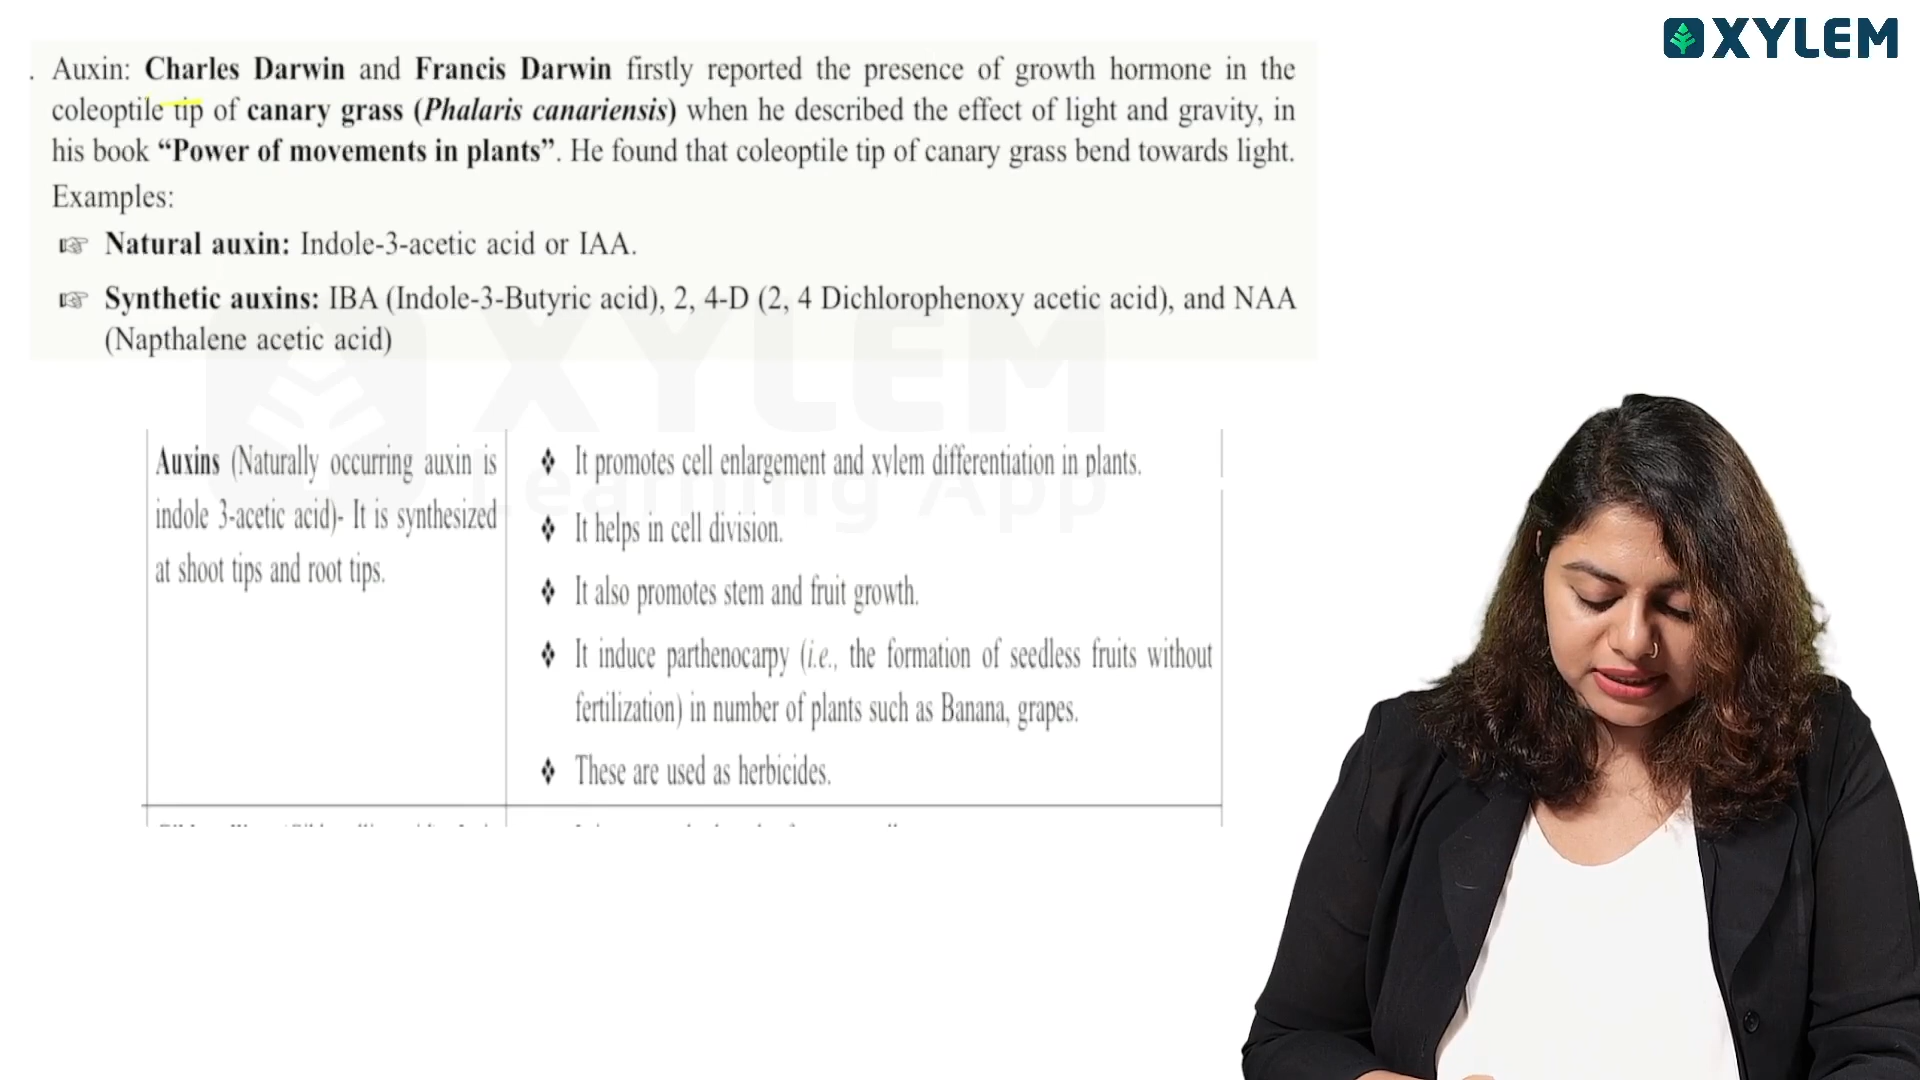 XYLEM
. Auxin: Charles Darwin and Francis Darwin firstly reported the presence of growth hormone in the
coleoptile tip of canary grass (Phalaris canariensis) when he described the effect of light and gravity, in
his book “Power of movements in plants”. He found that coleoptile tip of canary grass bend towards light.
Examples:
☞ Natural auxin: Indole-3-acetic acid or IAA.
☞ Synthetic auxins: IBA (Indole-3-Butyric acid), 2, 4-D (2, 4 Dichlorophenoxy acetic acid), and NAA
(Napthalene acetic acid)
XYLEM
Learning App
Auxins (Naturally occurring auxin is
indole 3-acetic acid)- It is synthesized
at shoot tips and root tips.
❖ It promotes cell enlargement and xvlem differentiation in plants.
❖ It helps in cell division.
❖ It also promotes stem and fruit growth.
❖ It induce parthenocarpy (i.e., the formation of seedless fruits without
fertilization) in number of plants such as Banana, grapes.
❖ These are used as herbicides.